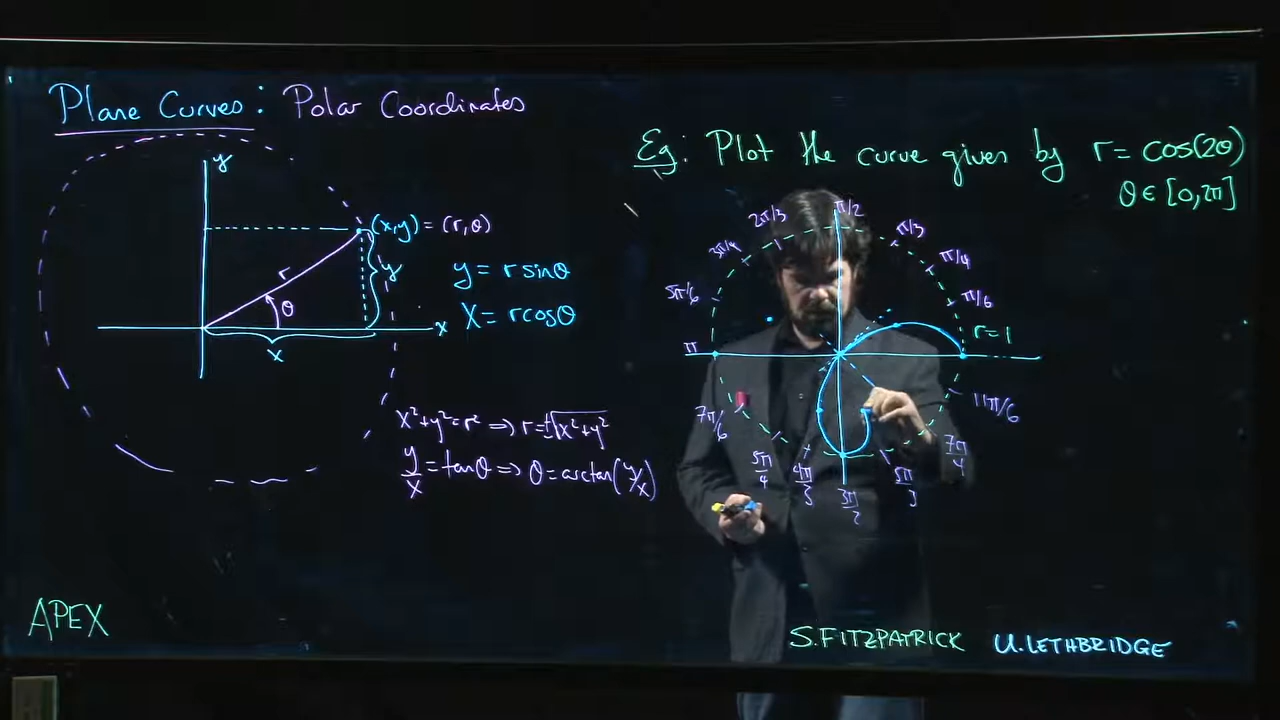 Plane Curves: Polar Coordinates
y
(x,y) = (r,θ)
r
θ
y
x
x
y = r sinθ
x = r cosθ
x²+y²=r² ⇒ r=±√x²+y²
y/x = tanθ ⇒ θ=arctan(y/x)
Eg: Plot the curve given by r = cos(2θ)
θ ∈ [0,2π]
2π/3
π/2
π/3
3π/4
π/4
5π/6
π/6
π
r=1
7π/6
11π/6
5π/4
4π/3
3π/2
5π/3
7π/4
APEX
S.FITZPATRICK U.LETHBRIDGE